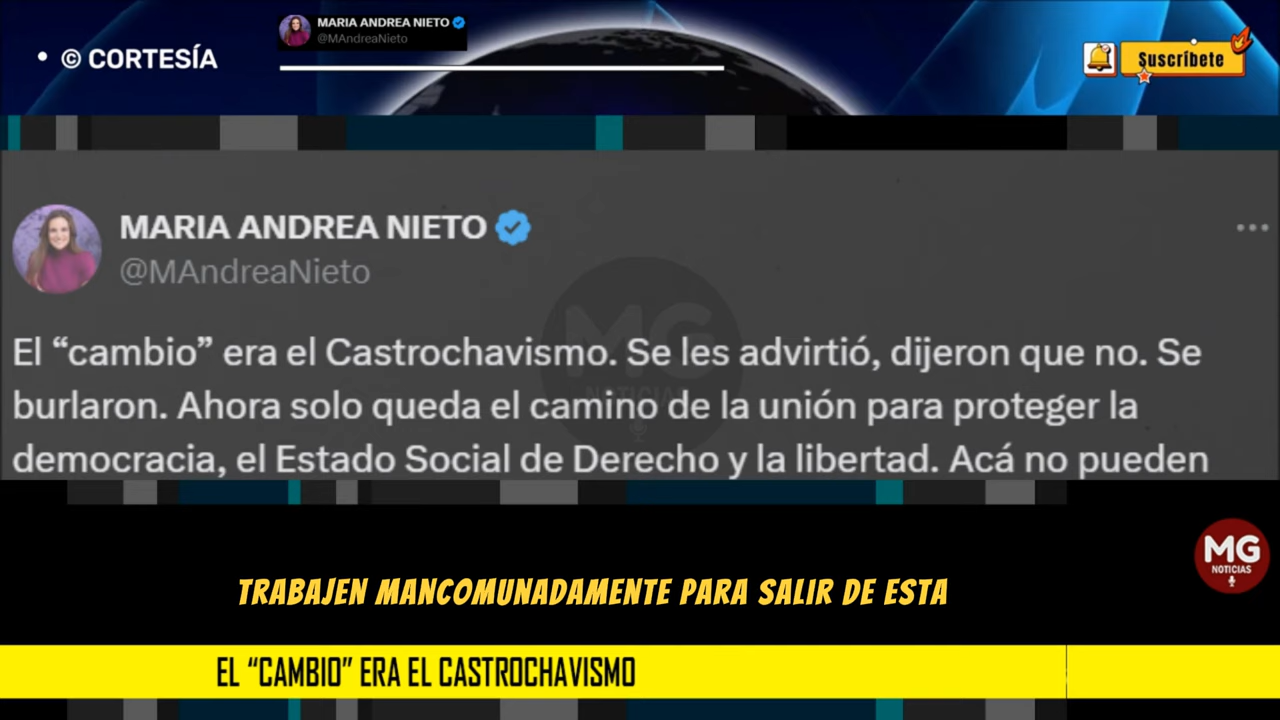 MARIA ANDREA NIETO
@MAndreaNieto
• © CORTESÍA
Suscríbete
MARIA ANDREA NIETO
@MAndreaNieto
El “cambio” era el Castrochavismo. Se les advirtió, dijeron que no. Se
burlaron. Ahora solo queda el camino de la unión para proteger la
democracia, el Estado Social de Derecho y la libertad. Acá no pueden
MG
NOTICIAS
TRABAJEN MANCOMUNADAMENTE PARA SALIR DE ESTA
MG
NOTICIAS
EL “CAMBIO” ERA EL CASTROCHAVISMO